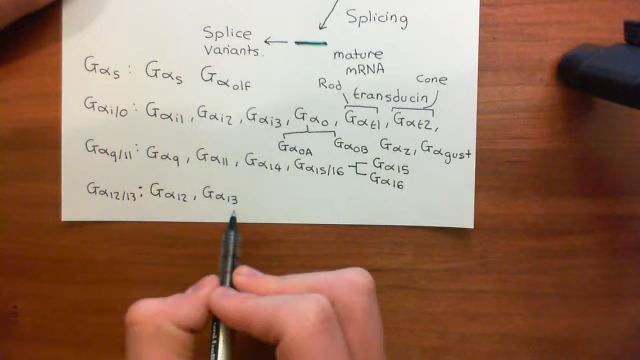 Splicing
Splice variants. ← mature mRNA
Rod cone
transducin
Gαs : Gαs Gαolf
Gαi/o : Gαi1 , Gαi2 , Gαi3 , Gαo , Gαt1 , Gαt2 ,
GαoA GαoB Gαz , Gαgust
Gαq/11 : Gαq , Gα11 , Gα14 , Gα15/16 Gα15
Gα16
Gα12/13 : Gα12 , Gα13